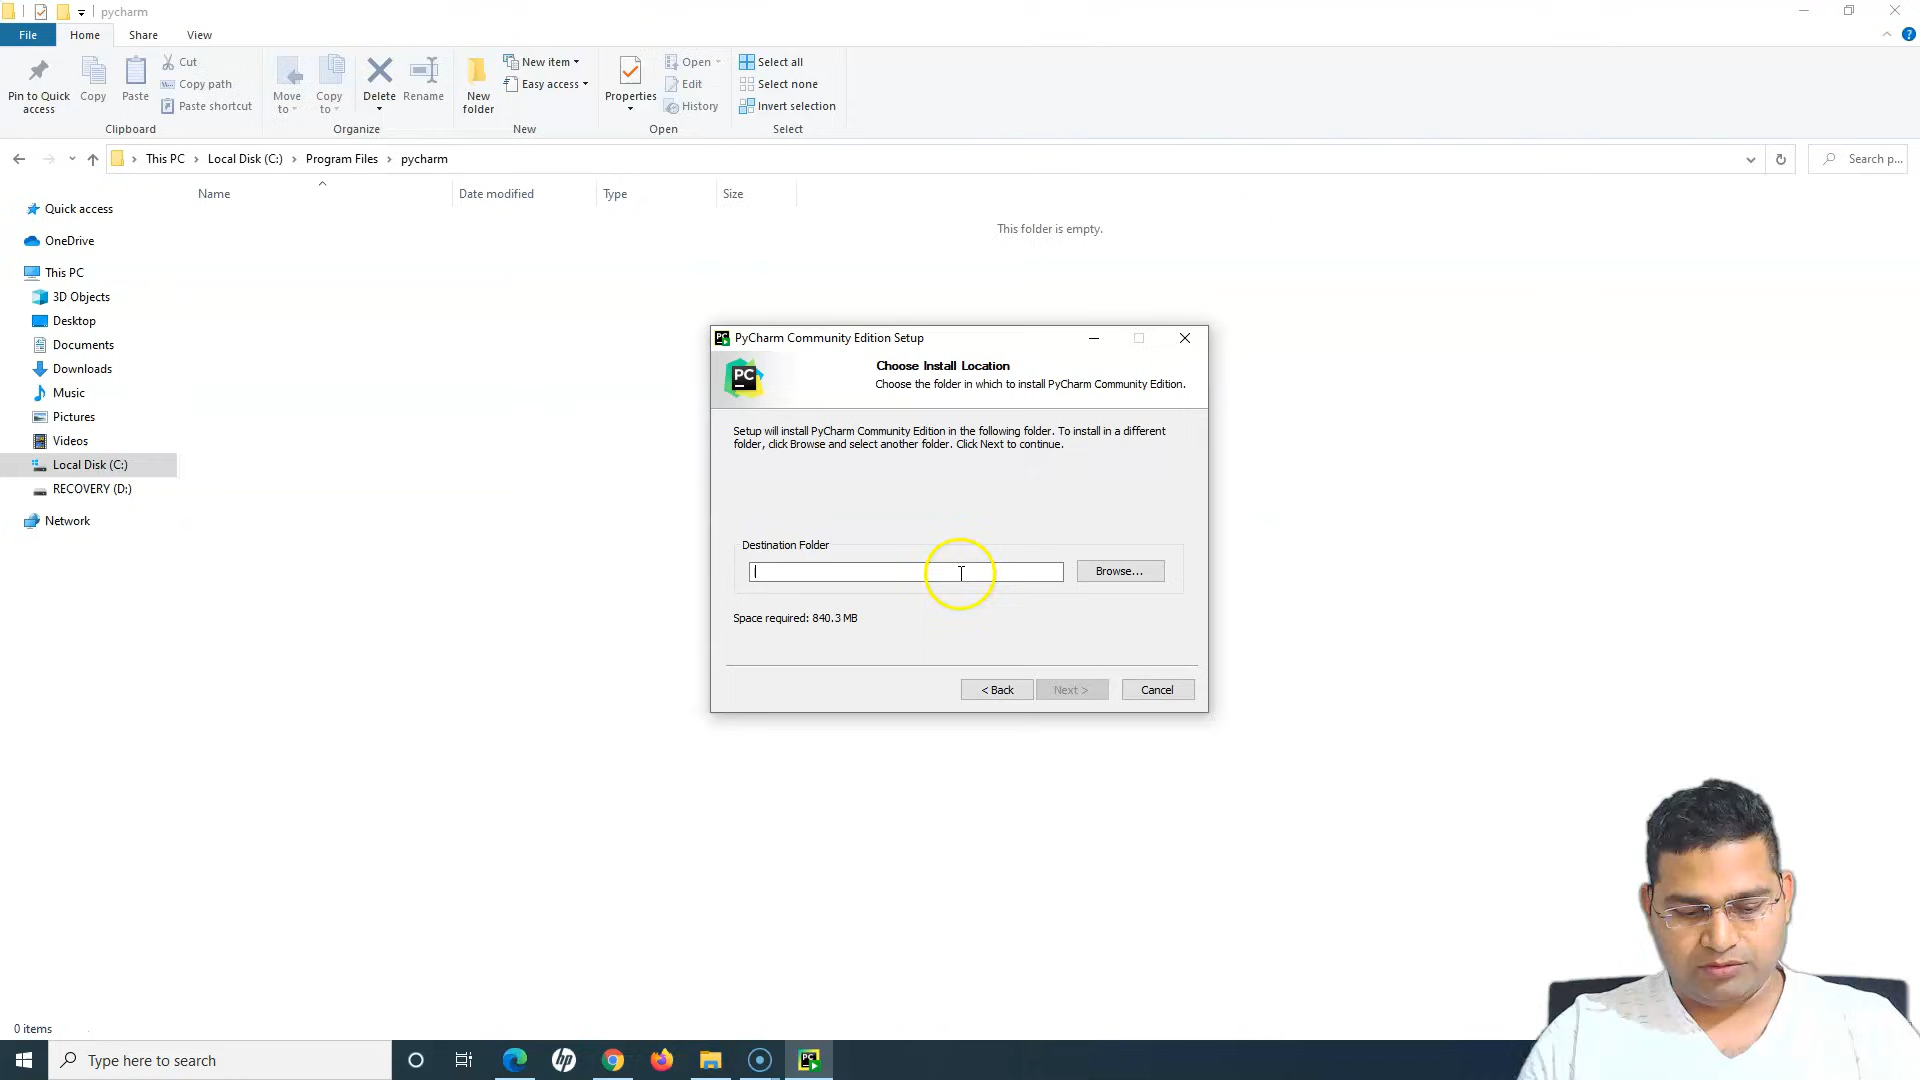 pycharm
File
Home
Share
View
Pin to Quick access
Copy
Paste
Cut
Copy path
Paste shortcut
Clipboard
Move to
Copy to
Delete
Rename
Organize
New folder
New item
Easy access
New
Properties
Open
Edit
History
Open
Select all
Select none
Invert selection
Select
This PC > Local Disk (C:) > Program Files > pycharm
Search p...
Name
Date modified
Type
Size
This folder is empty.
Quick access
OneDrive
This PC
3D Objects
Desktop
Documents
Downloads
Music
Pictures
Videos
Local Disk (C:)
RECOVERY (D:)
Network
PyCharm Community Edition Setup
PC
Choose Install Location
Choose the folder in which to install PyCharm Community Edition.
Setup will install PyCharm Community Edition in the following folder. To install in a different
folder, click Browse and select another folder. Click Next to continue.
Destination Folder
Browse...
Space required: 840.3 MB
< Back
Next >
Cancel
0 items
Type here to search
hp
PC